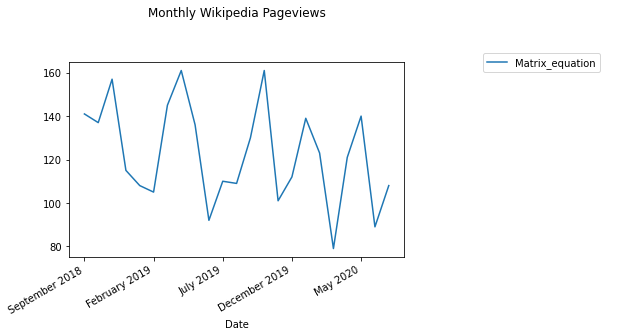 Monthly Wikipedia Pageviews
Matrix_equation
160
140
120
100
80
September 2018
February 2019
July 2019
December 2019
May 2020
Date